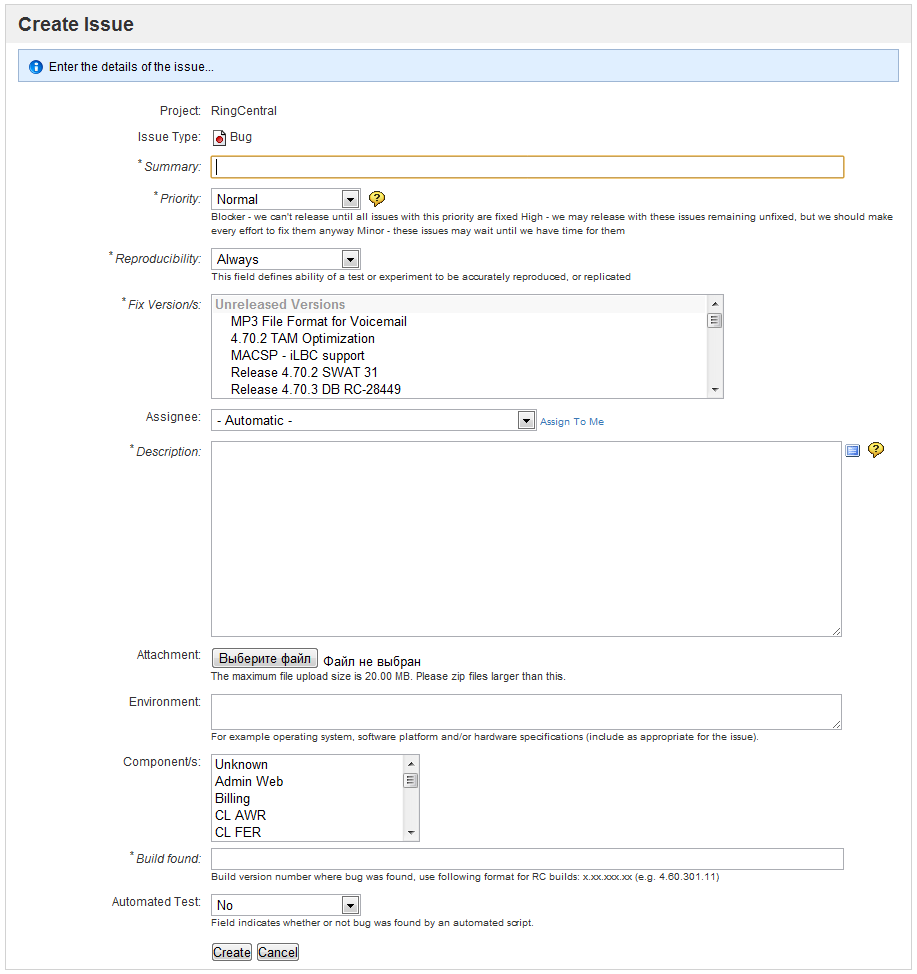 Create Issue
Enter the details of the issue...
Project: RingCentral
Issue Type: Bug
* Summary:
* Priority: Normal
Blocker - we can't release until all issues with this priority are fixed High - we may release with these issues remaining unfixed, but we should make
every effort to fix them anyway Minor - these issues may wait until we have time for them
* Reproducibility: Always
This field defines ability of a test or experiment to be accurately reproduced, or replicated
* Fix Version/s: Unreleased Versions
MP3 File Format for Voicemail
4.70.2 TAM Optimization
MACSP - iLBC support
Release 4.70.2 SWAT 31
Release 4.70.3 DB RC-28449
Assignee: - Automatic - Assign To Me
* Description:
Attachment: Выберите файл Файл не выбран
The maximum file upload size is 20.00 MB. Please zip files larger than this.
Environment:
For example operating system, software platform and/or hardware specifications (include as appropriate for the issue).
Component/s: Unknown
Admin Web
Billing
CL AWR
CL FER
* Build found:
Build version number where bug was found, use following format for RC builds: x.xx.xxx.xx (e.g. 4.60.301.11)
Automated Test: No
Field indicates whether or not bug was found by an automated script.
Create Cancel